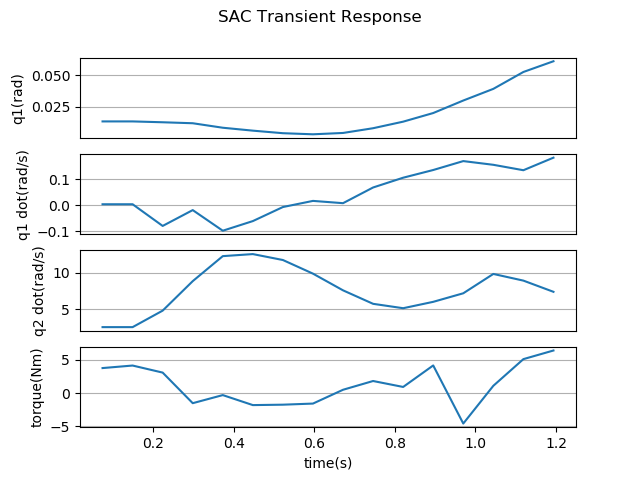 SAC Transient Response
q1(rad)
0.050
0.025
q1 dot(rad/s)
0.1
0.0
−0.1
q2 dot(rad/s)
10
5
torque(Nm)
5
0
−5
0.2 0.4 0.6 0.8 1.0 1.2
time(s)